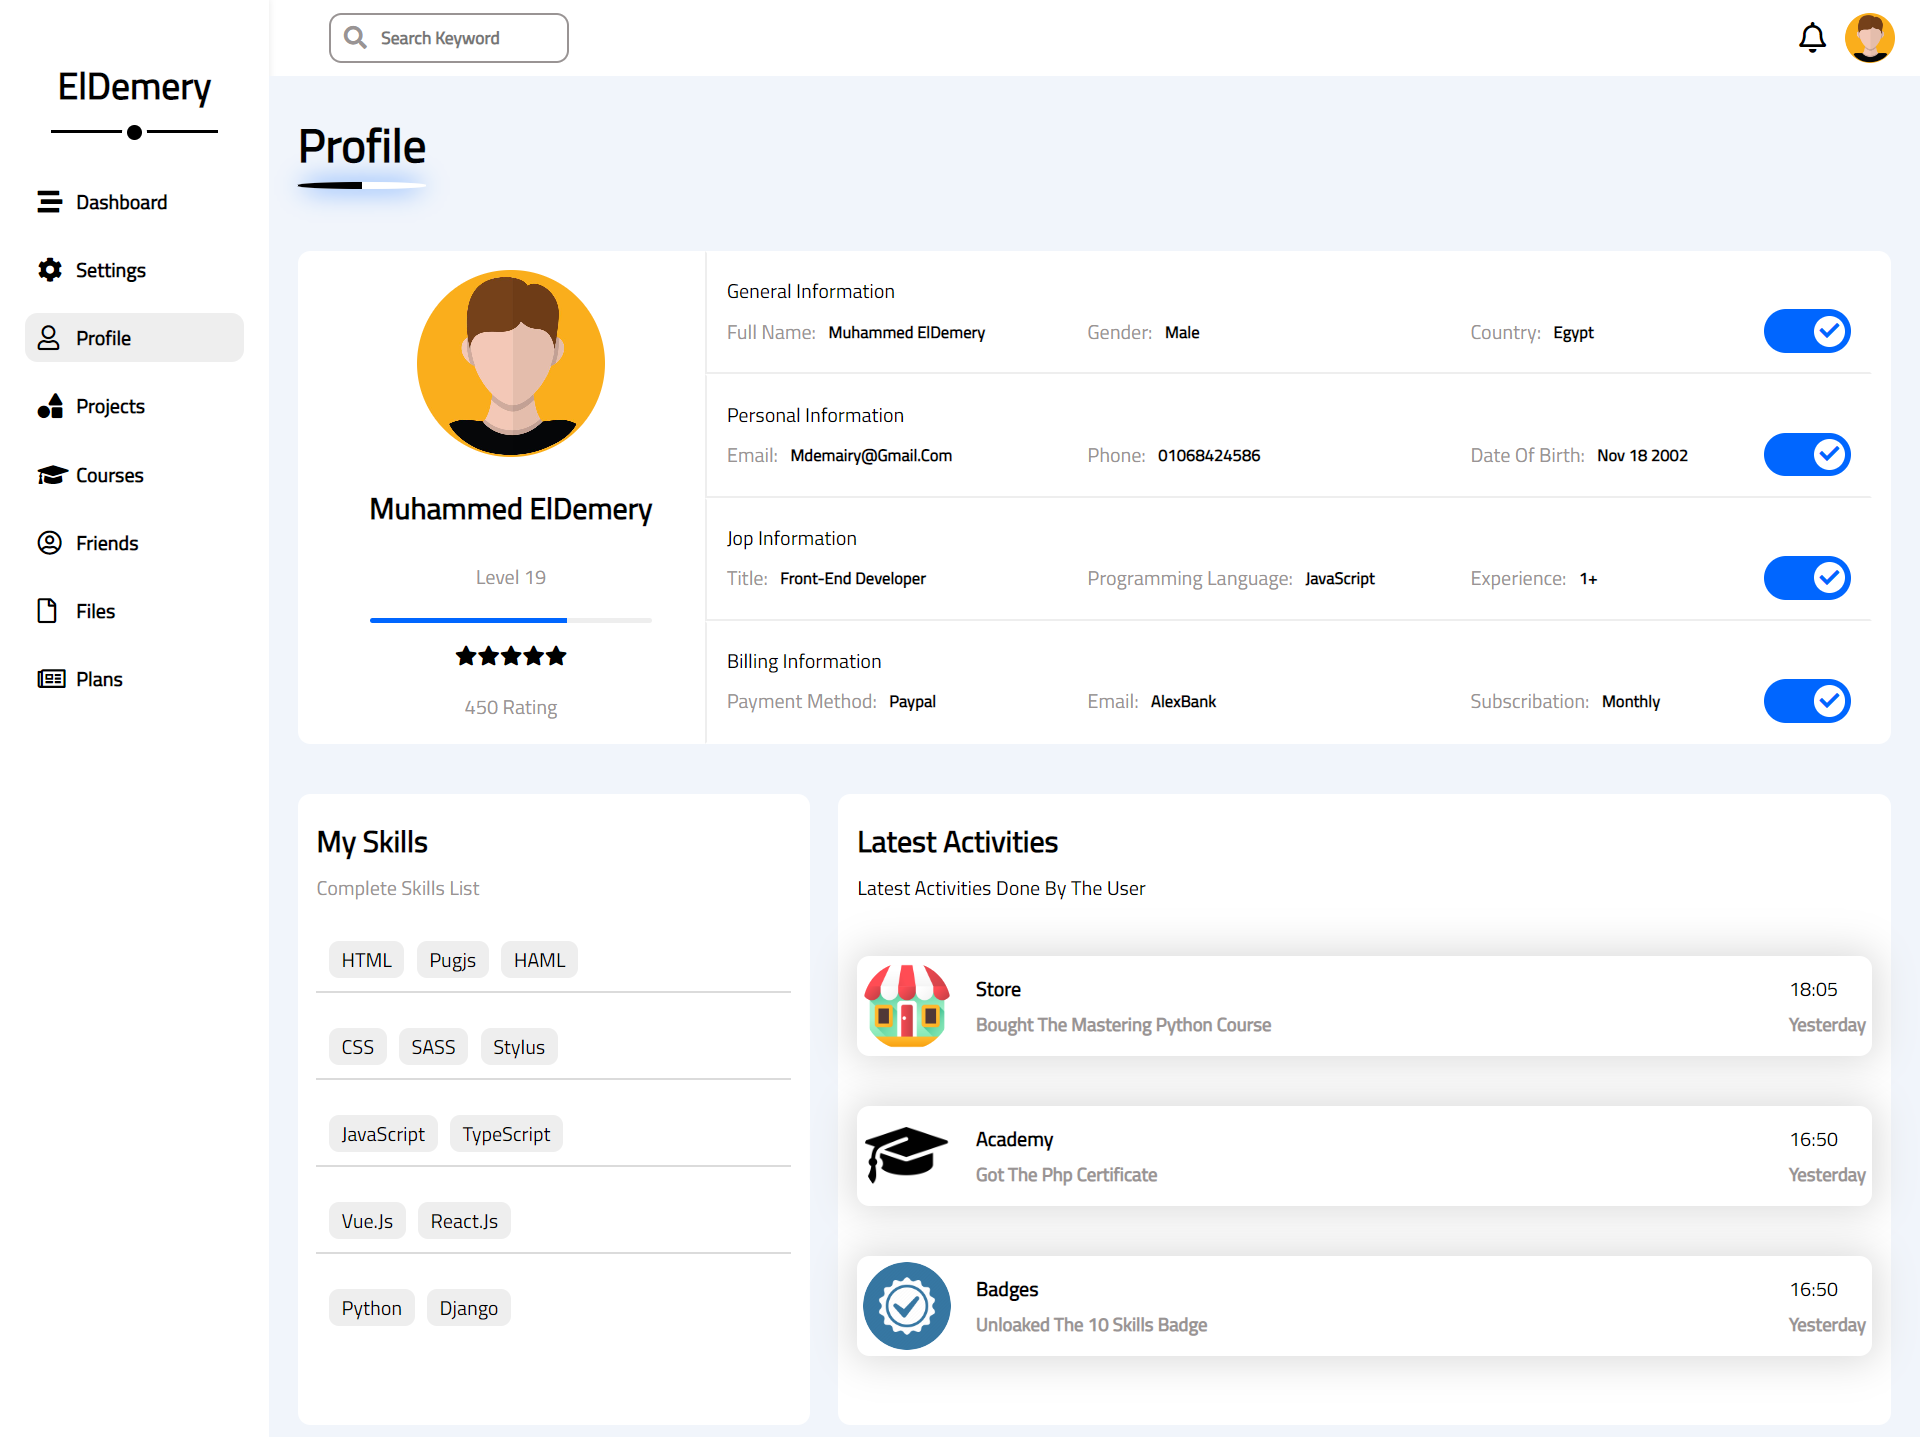 ElDemery
Dashboard
Settings
Profile
Projects
Courses
Friends
Files
Plans
Search Keyword
Profile
Muhammed ElDemery
Level 19
450 Rating
General Information
Full Name: Muhammed ElDemery Gender: Male Country: Egypt
Personal Information
Email: Mdemairy@Gmail.Com Phone: 01068424586 Date Of Birth: Nov 18 2002
Jop Information
Title: Front-End Developer Programming Language: JavaScript Experience: 1+
Billing Information
Payment Method: Paypal Email: AlexBank Subscribation: Monthly
My Skills
Complete Skills List
HTML Pugjs HAML
CSS SASS Stylus
JavaScript TypeScript
Vue.Js React.Js
Python Django
Latest Activities
Latest Activities Done By The User
Store 18:05
Bought The Mastering Python Course Yesterday
Academy 16:50
Got The Php Certificate Yesterday
Badges 16:50
Unloaked The 10 Skills Badge Yesterday